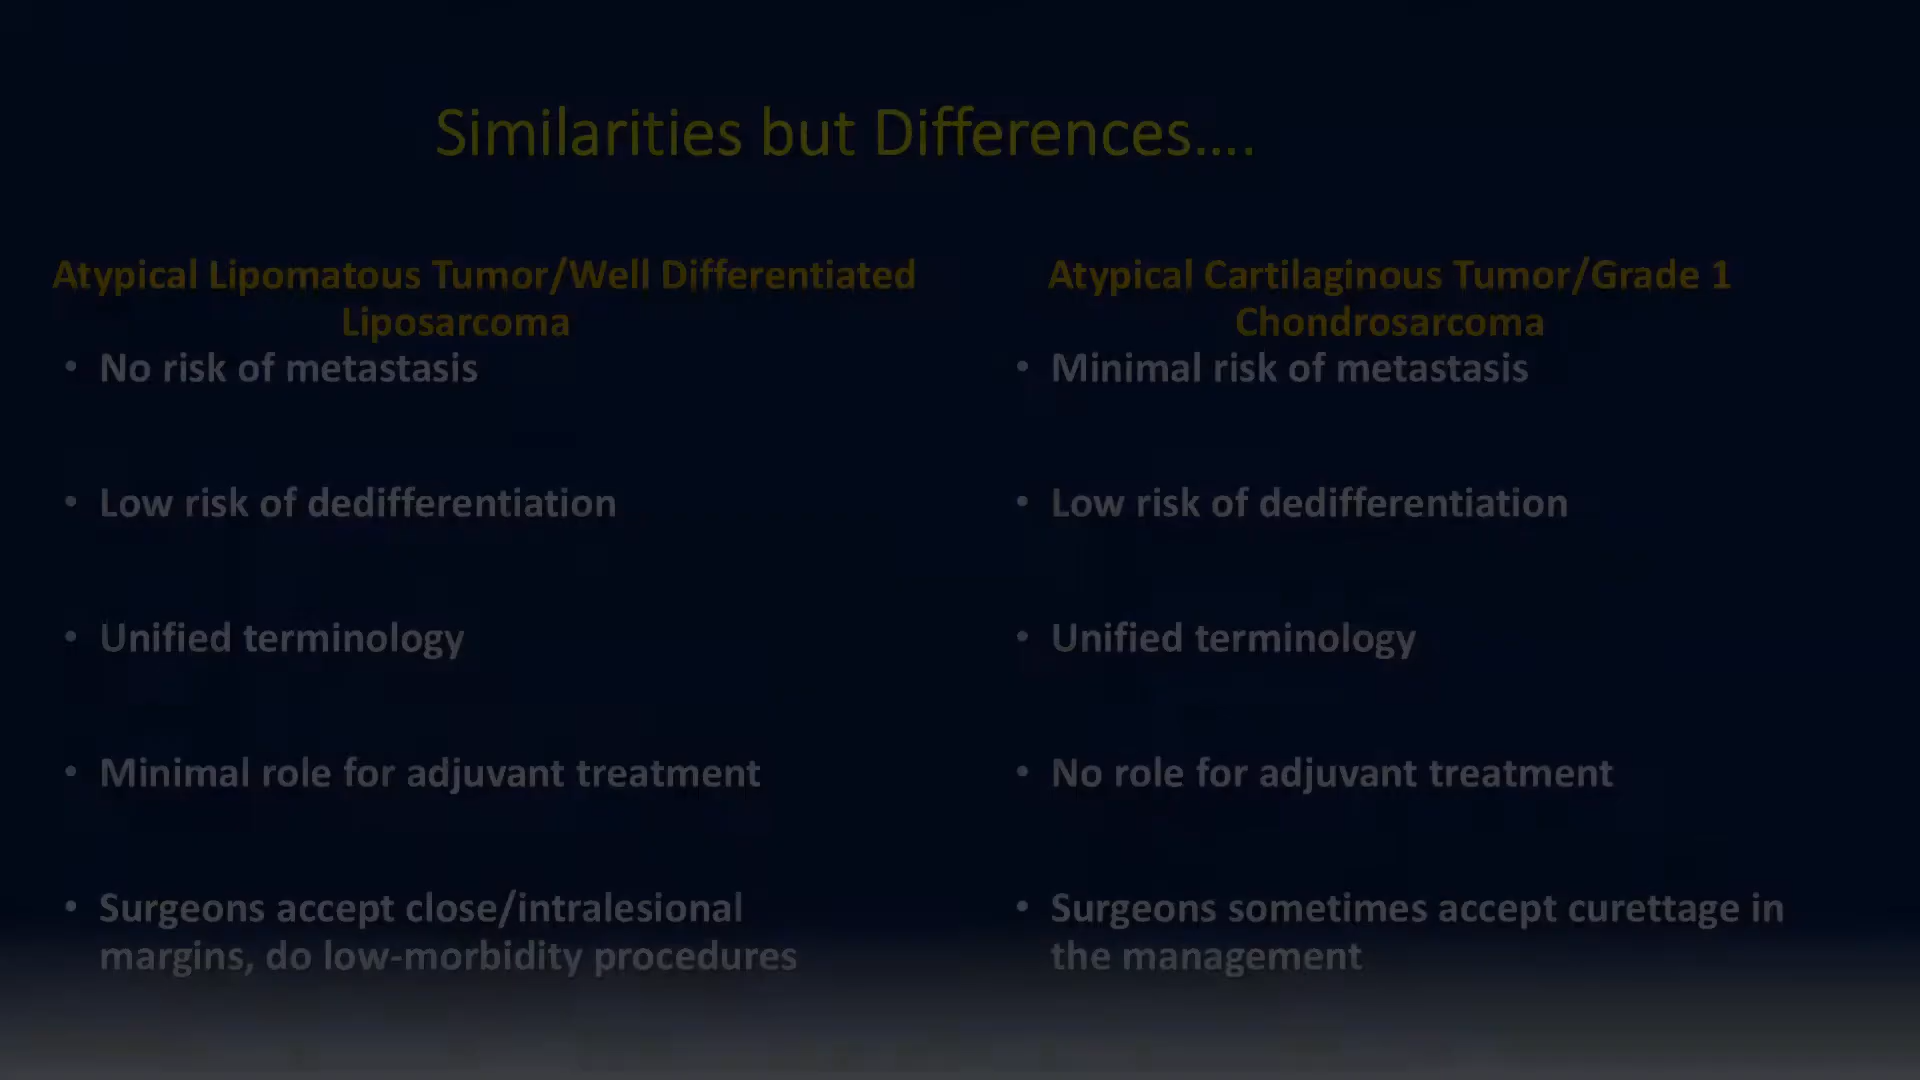 Similarities but Differences....
Atypical Lipomatous Tumor/Well Differentiated
Liposarcoma
• No risk of metastasis
• Low risk of dedifferentiation
• Unified terminology
• Minimal role for adjuvant treatment
• Surgeons accept close/intralesional
margins, do low-morbidity procedures
Atypical Cartilaginous Tumor/Grade 1
Chondrosarcoma
• Minimal risk of metastasis
• Low risk of dedifferentiation
• Unified terminology
• No role for adjuvant treatment
• Surgeons sometimes accept curettage in
the management